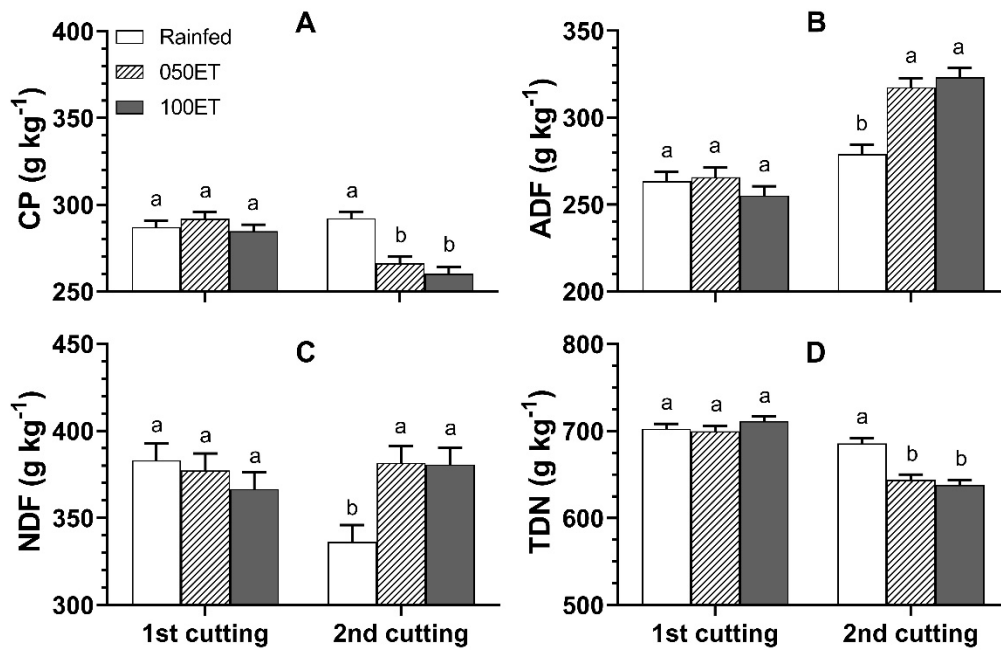 A
CP (g kg⁻¹)
400
350
300
250
Rainfed
050ET
100ET
a
a
a
a
b
b
B
ADF (g kg⁻¹)
350
300
250
200
a
a
a
b
a
a
C
NDF (g kg⁻¹)
450
400
350
300
a
a
a
b
a
a
1st cutting
2nd cutting
D
TDN (g kg⁻¹)
800
700
600
500
a
a
a
a
b
b
1st cutting
2nd cutting